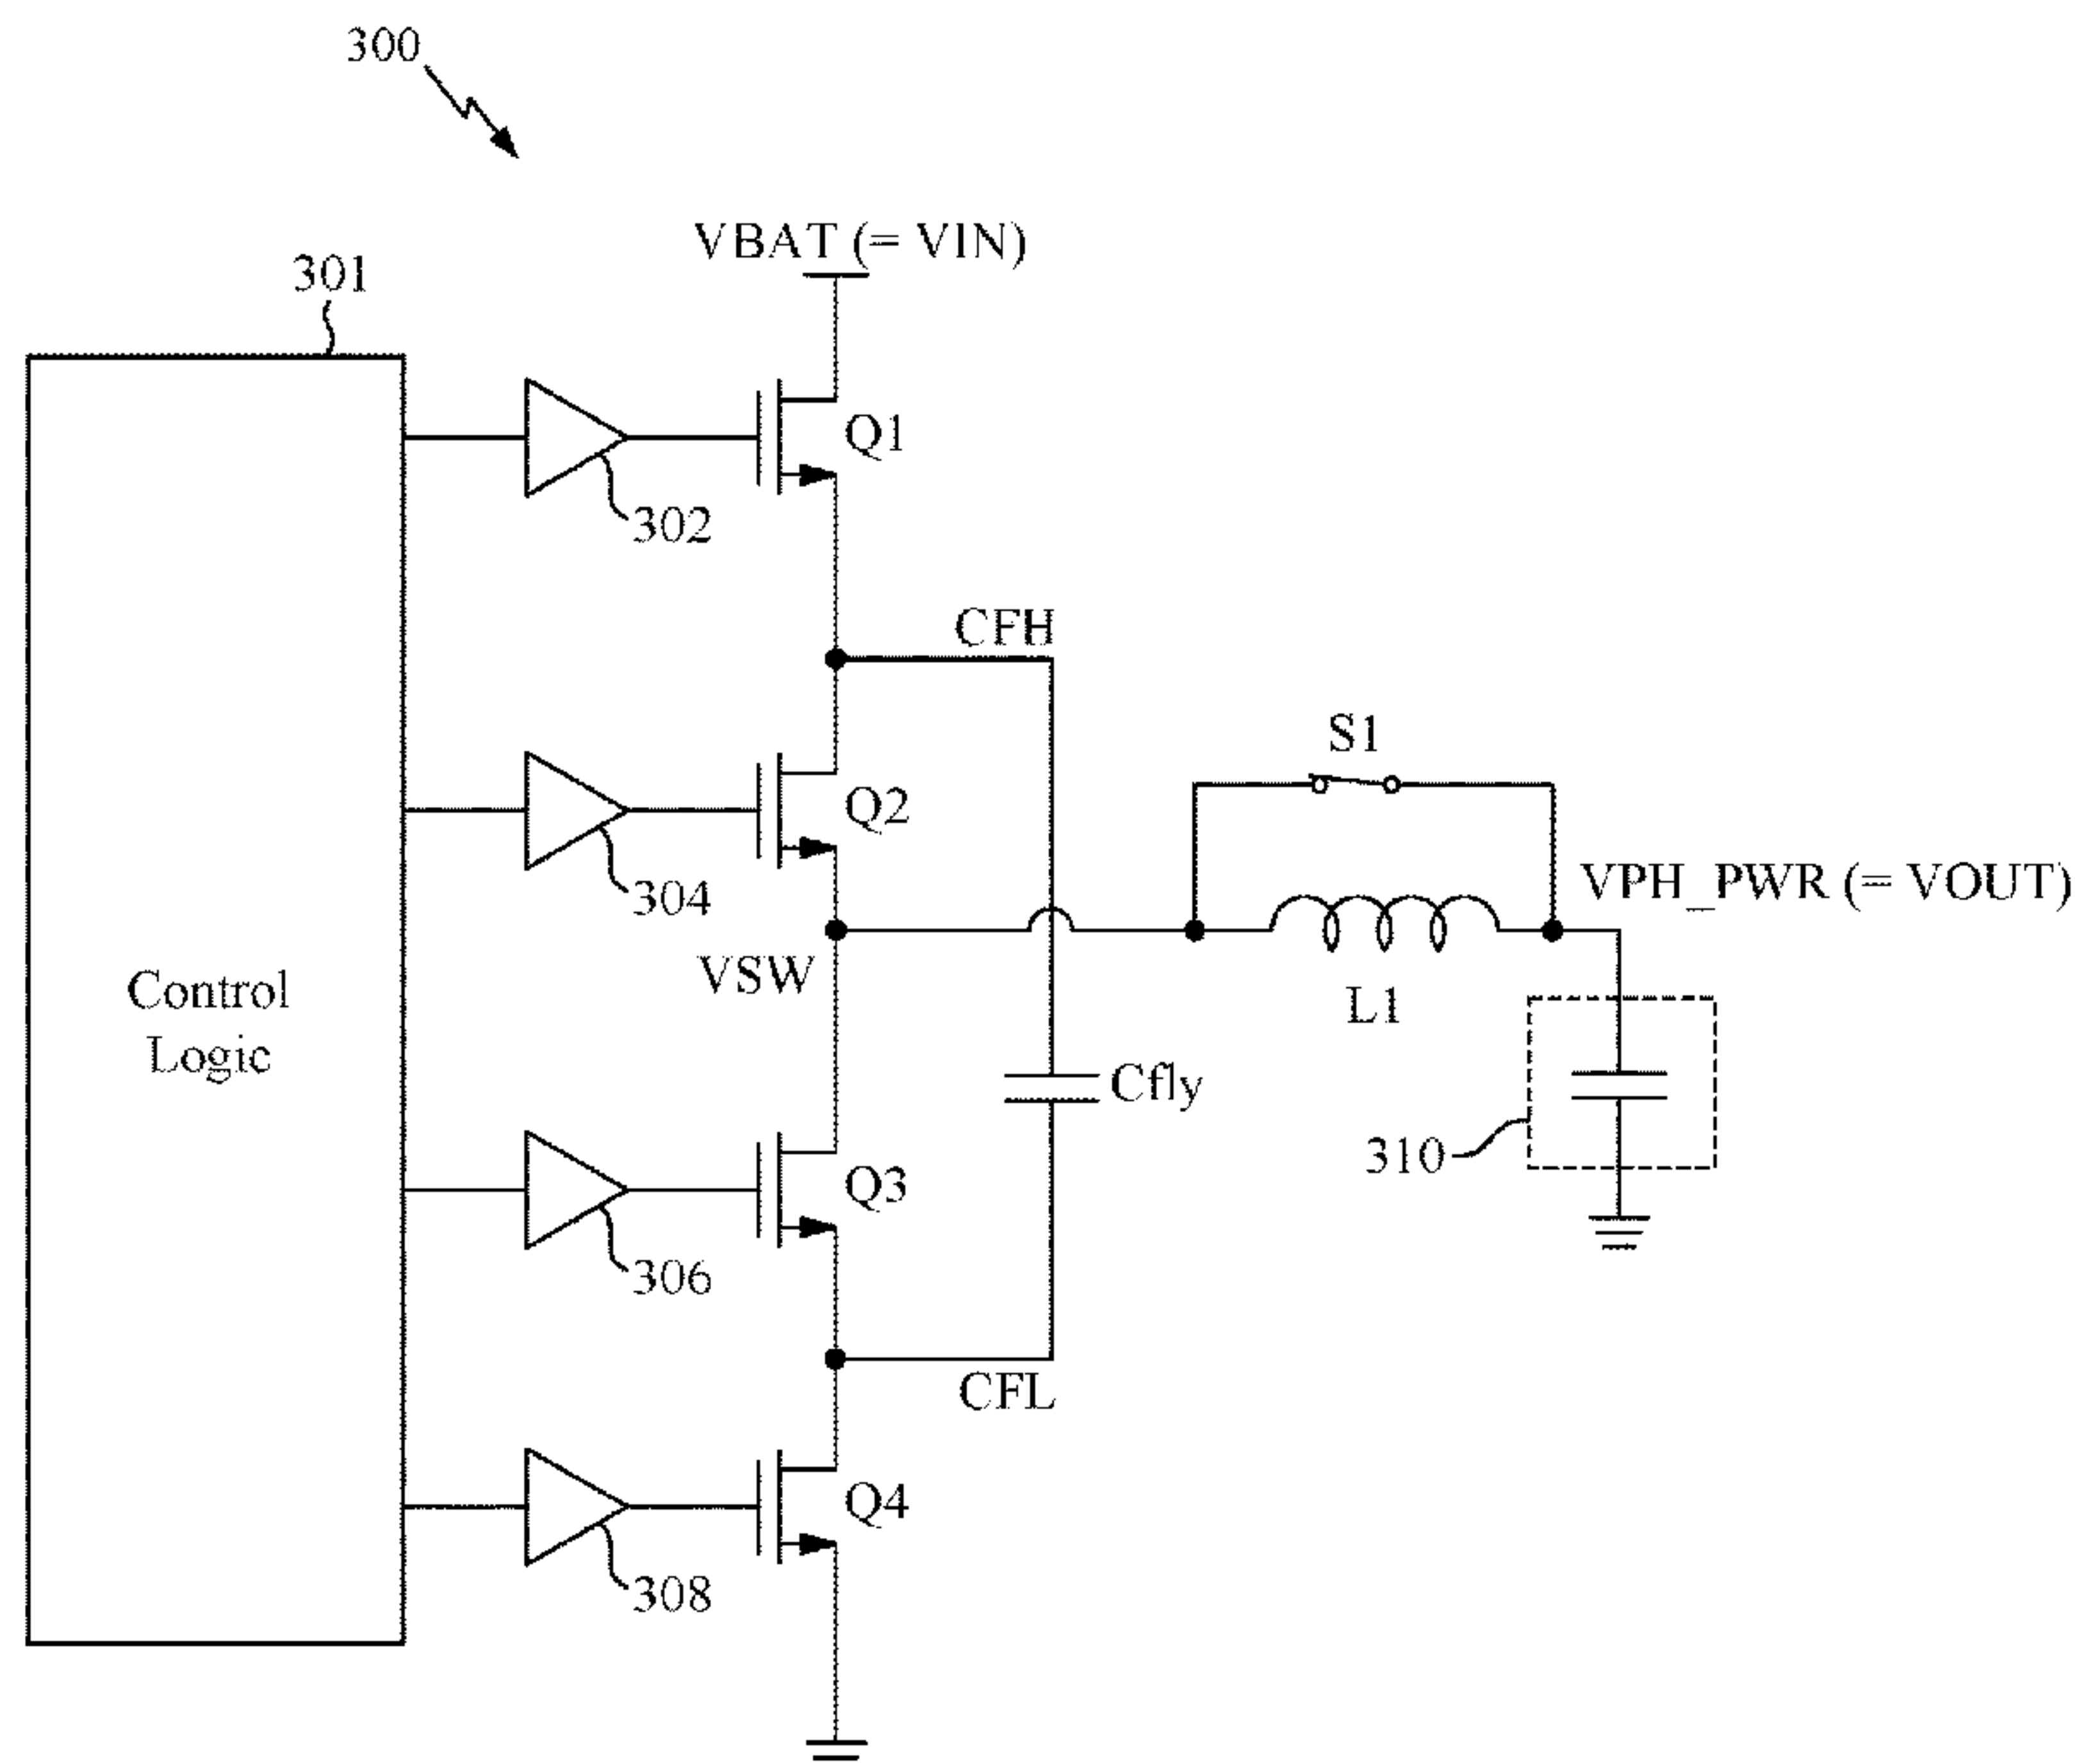 300
VBAT (= VIN)
301
Q1
302
CFH
S1
Q2
304
VPH_PWR (= VOUT)
VSW
L1
Control
Logic
Cfly
310
Q3
306
CFL
Q4
308